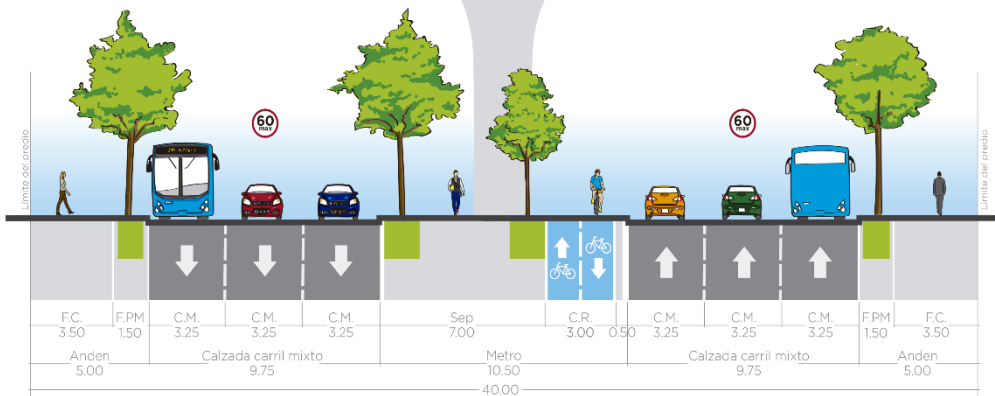 60
max
60
max
Límite del predio
Límite del predio
F.C. F.PM C.M. C.M. C.M. Sep C.R. C.M. C.M. C.M. F.PM F.C.
3.50 1.50 3.25 3.25 3.25 7.00 3.00 0.50 3.25 3.25 3.25 1.50 3.50
Anden Calzada carril mixto Metro Calzada carril mixto Anden
5.00 9.75 10.50 9.75 5.00
40.00